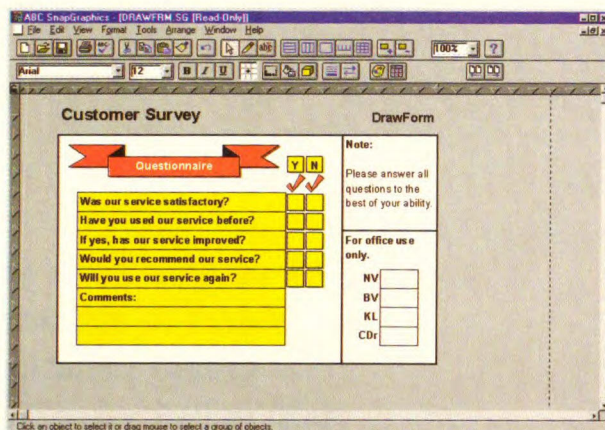 ABC SnapGraphics - [DRAWFRM.SG [Read-Only]]
File Edit View Format Tools Arrange Window Help
abc 100% ?
Arial 12 B I U
Customer Survey DrawForm
Questionnaire
Y N
Was our service satisfactory?
Have you used our service before?
If yes, has our service improved?
Would you recommend our service?
Will you use our service again?
Comments:
Note:
Please answer all
questions to the
best of your ability.
For office use
only.
NV
BV
KL
CDr
Click an object to select it or drag mouse to select a group of objects.